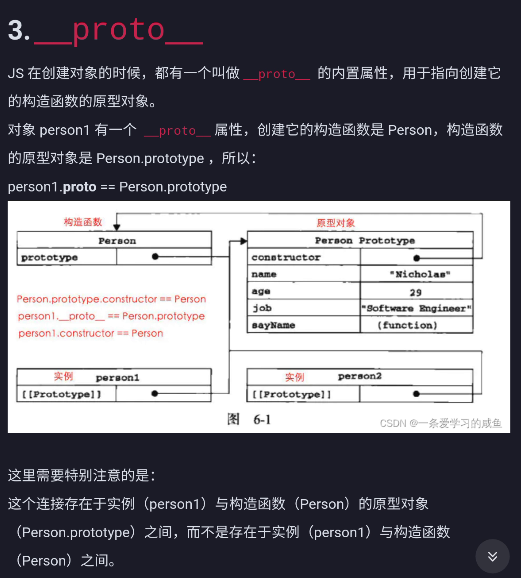 3.__proto__
JS 在创建对象的时候，都有一个叫做 __proto__ 的内置属性，用于指向创建它
的构造函数的原型对象。
对象 person1 有一个 __proto__ 属性，创建它的构造函数是 Person，构造函数
的原型对象是 Person.prototype ，所以：
person1.proto == Person.prototype
构造函数
原型对象
Person
Person Prototype
prototype
constructor
name "Nicholas"
age 29
job "Software Engineer"
sayName (function)
Person.prototype.constructor == Person
person1.__proto__ == Person.prototype
person1.constructor == Person
实例 person1
实例 person2
[[Prototype]]
[[Prototype]]
图 6-1
CSDN @一条爱学习的咸鱼
这里需要特别注意的是：
这个连接存在于实例（person1）与构造函数（Person）的原型对象
（Person.prototype）之间，而不是存在于实例（person1）与构造函数
（Person）之间。